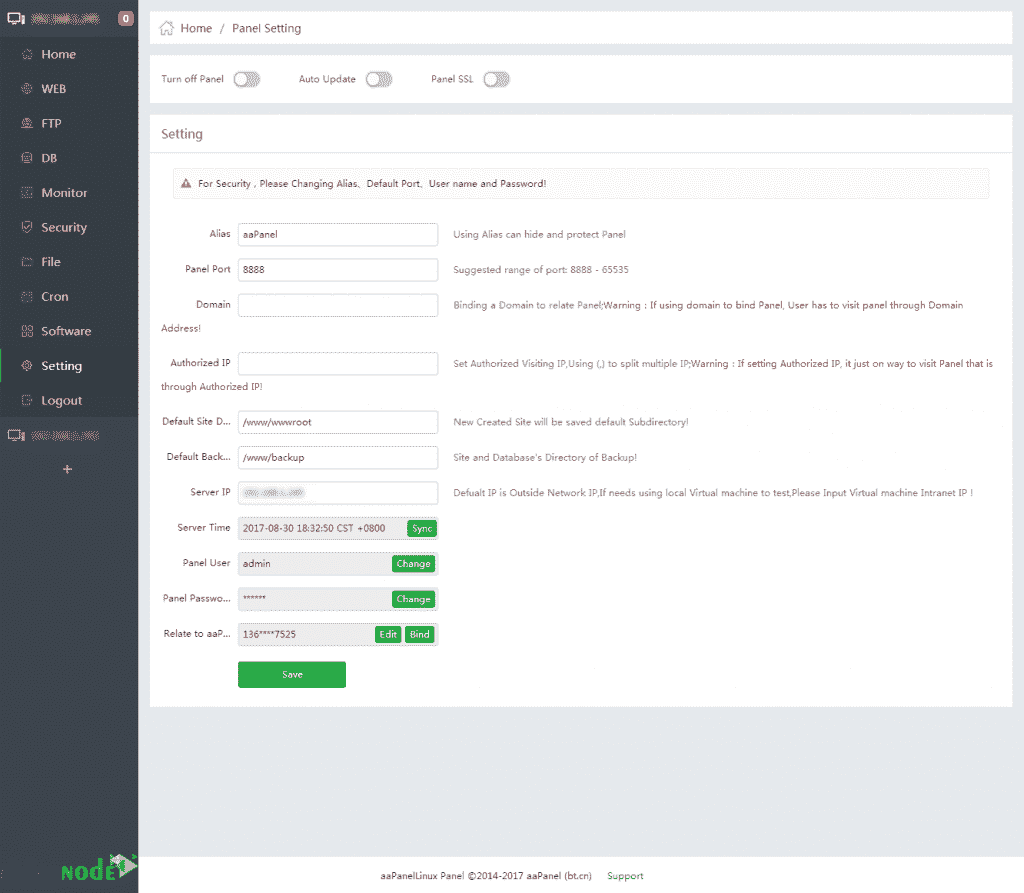 0
Home / Panel Setting
Home
WEB
FTP
DB
Monitor
Security
File
Cron
Software
Setting
Logout
+
Turn off Panel
Auto Update
Panel SSL
Setting
For Security , Please Changing Alias、Default Port、User name and Password!
Alias aaPanel Using Alias can hide and protect Panel
Panel Port 8888 Suggested range of port: 8888 - 65535
Domain Binding a Domain to relate Panel;Warning : If using domain to bind Panel, User has to visit panel through Domain
Address!
Authorized IP Set Authorized Visiting IP,Using (,) to split multiple IP;Warning : If setting Authorized IP, it just on way to visit Panel that is
through Authorized IP!
Default Site D... /www/wwwroot New Created Site will be saved default Subdirectory!
Default Back... /www/backup Site and Database's Directory of Backup!
Server IP Defualt IP is Outside Network IP,If needs using local Virtual machine to test,Please Input Virtual machine Intranet IP !
Server Time 2017-08-30 18:32:50 CST +0800 Sync
Panel User admin Change
Panel Passwo... ****** Change
Relate to aaP... 136****7525 Edit Bind
Save
NODE
aaPanelLinux Panel ©2014-2017 aaPanel (bt.cn) Support